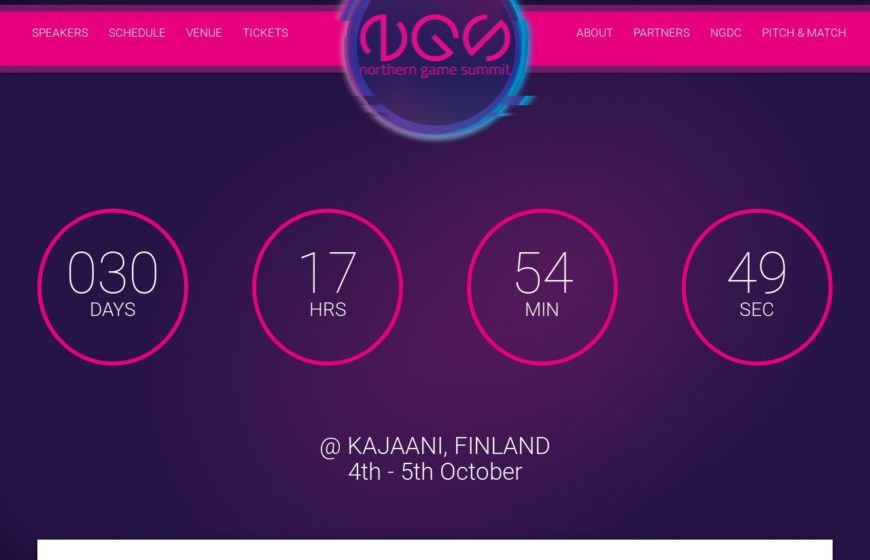 SPEAKERS SCHEDULE VENUE TICKETS
NGS
northern game summit
ABOUT PARTNERS NGDC PITCH & MATCH
030 17 54 49
DAYS HRS MIN SEC
@ KAJAANI, FINLAND
4th - 5th October